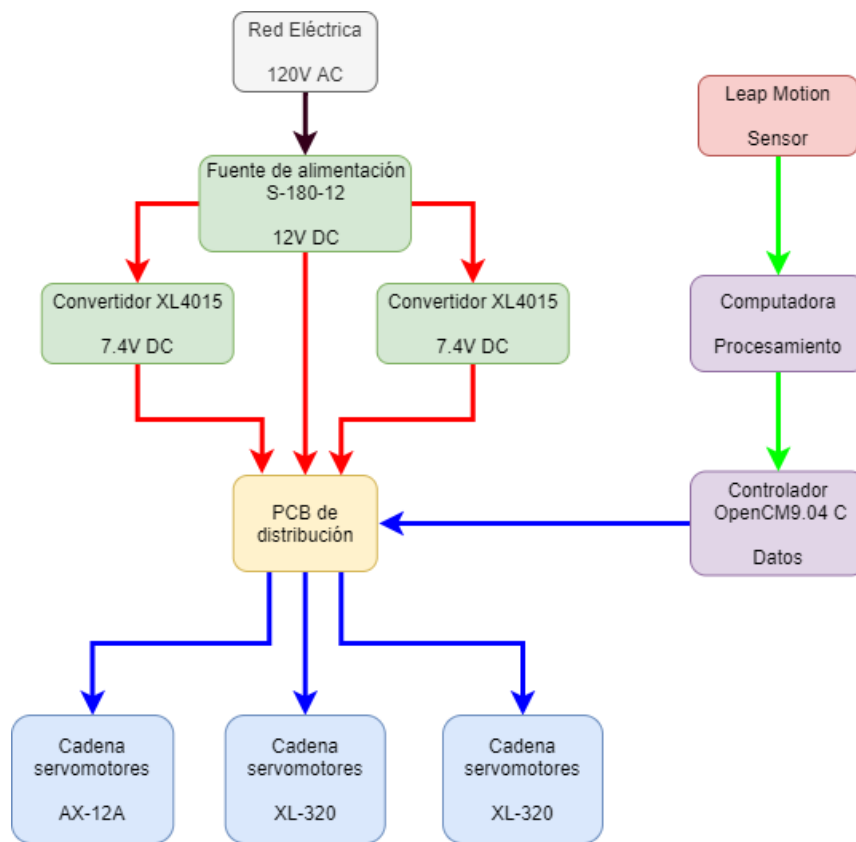 Red Eléctrica
120V AC
Leap Motion
Sensor
Fuente de alimentación
S-180-12
12V DC
Convertidor XL4015
7.4V DC
Convertidor XL4015
7.4V DC
Computadora
Procesamiento
PCB de
distribución
Controlador
OpenCM9.04 C
Datos
Cadena
servomotores
AX-12A
Cadena
servomotores
XL-320
Cadena
servomotores
XL-320